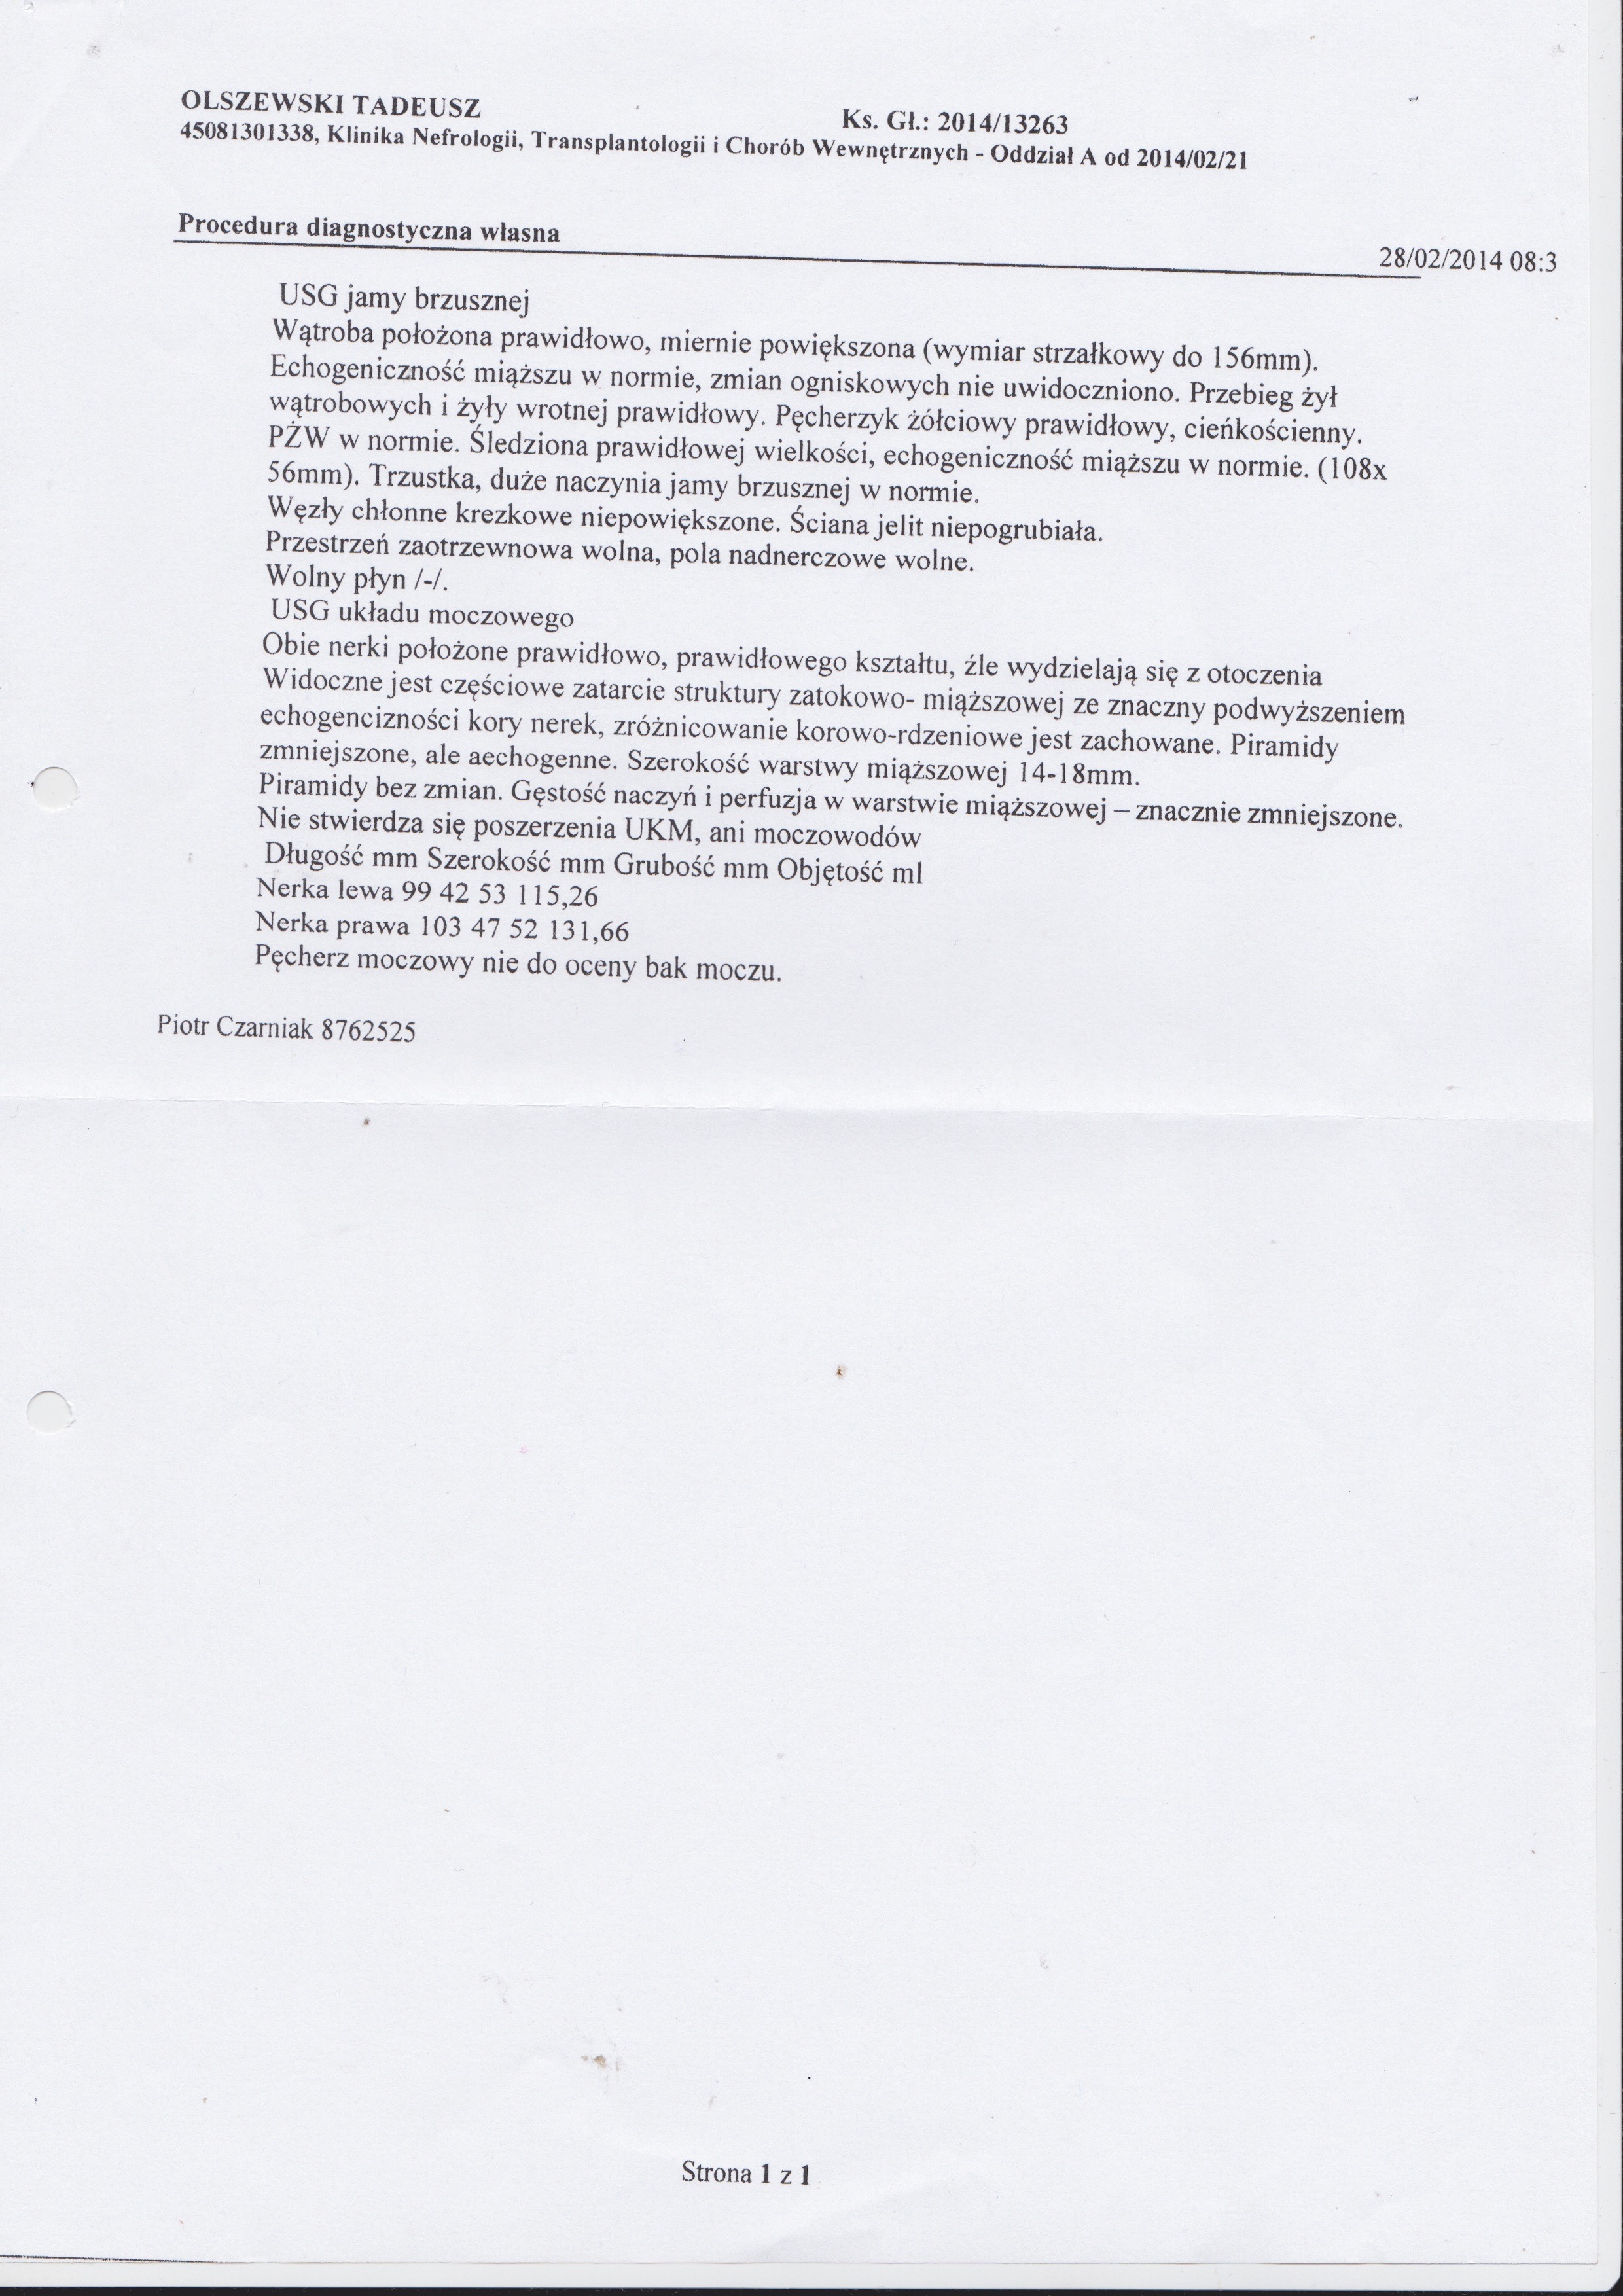 OLSZEWSKI TADEUSZ
Ks. Gł.: 2014/13263
45081301338, Klinika Nefrologii, Transplantologii i Chorób Wewnętrznych - Oddział A od 2014/02/21
Procedura diagnostyczna własna
28/02/2014 08:3
USG jamy brzusznej
Wątroba położona prawidłowo, miernie powiększona (wymiar strzałkowy do 156mm).
Echogeniczność miąższu w normie, zmian ogniskowych nie uwidoczniono. Przebieg żył
wątrobowych i żyły wrotnej prawidłowy. Pęcherzyk żółciowy prawidłowy, cieńkościenny.
PŻW w normie. Śledziona prawidłowej wielkości, echogeniczność miąższu w normie. (108x
56mm). Trzustka, duże naczynia jamy brzusznej w normie.
Węzły chłonne krezkowe niepowiększone. Ściana jelit niepogrubiała.
Przestrzeń zaotrzewnowa wolna, pola nadnerczowe wolne.
Wolny płyn /-/.
USG układu moczowego
Obie nerki położone prawidłowo, prawidłowego kształtu, źle wydzielają się z otoczenia
Widoczne jest częściowe zatarcie struktury zatokowo- miąższowej ze znaczny podwyższeniem
echogencizności kory nerek, zróżnicowanie korowo-rdzeniowe jest zachowane. Piramidy
zmniejszone, ale aechogenne. Szerokość warstwy miąższowej 14-18mm.
Piramidy bez zmian. Gęstość naczyń i perfuzja w warstwie miąższowej – znacznie zmniejszone.
Nie stwierdza się poszerzenia UKM, ani moczowodów
Długość mm Szerokość mm Grubość mm Objętość ml
Nerka lewa 99 42 53 115,26
Nerka prawa 103 47 52 131,66
Pęcherz moczowy nie do oceny bak moczu.
Piotr Czarniak 8762525
Strona 1 z 1